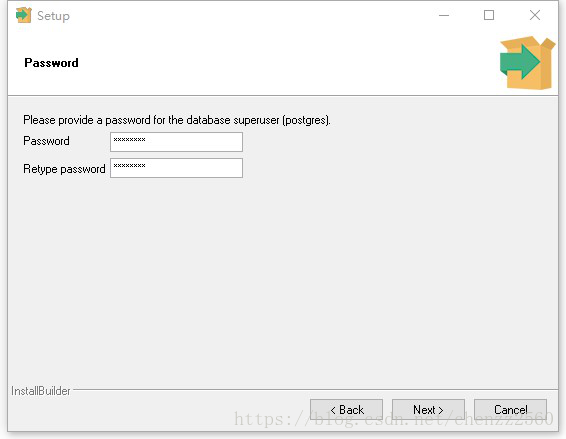 Setup
Password
Please provide a password for the database superuser (postgres).
Password ********
Retype password ********
InstallBuilder
< Back Next > Cancel
https://blog.csdn.net/chenzz2560